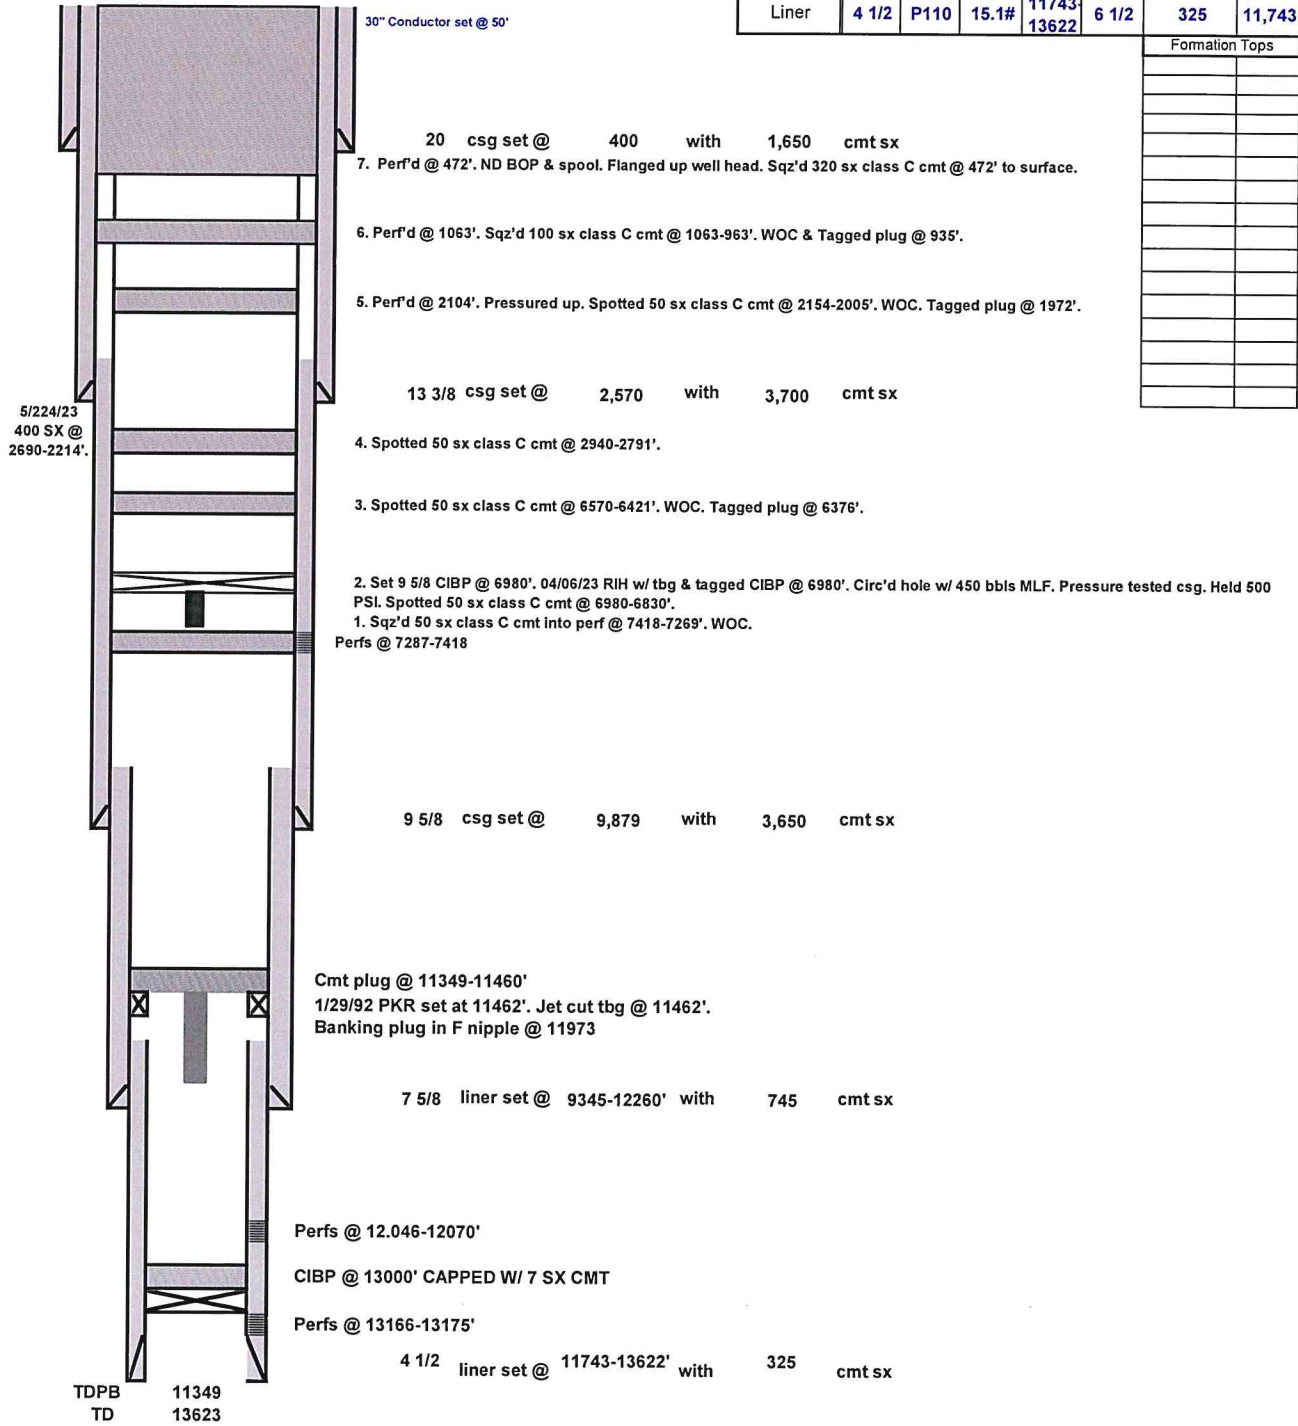 Liner 4 1/2 P110 15.1# 11743-13622 6 1/2 325 11,743
Formation Tops
30" Conductor set @ 50'
20 csg set @ 400 with 1,650 cmt sx
7. Perf'd @ 472'. ND BOP & spool. Flanged up well head. Sqz'd 320 sx class C cmt @ 472' to surface.
6. Perf'd @ 1063'. Sqz'd 100 sx class C cmt @ 1063-963'. WOC & Tagged plug @ 935'.
5. Perf'd @ 2104'. Pressured up. Spotted 50 sx class C cmt @ 2154-2005'. WOC. Tagged plug @ 1972'.
13 3/8 csg set @ 2,570 with 3,700 cmt sx
5/224/23
400 SX @
2690-2214'.
4. Spotted 50 sx class C cmt @ 2940-2791'.
3. Spotted 50 sx class C cmt @ 6570-6421'. WOC. Tagged plug @ 6376'.
2. Set 9 5/8 CIBP @ 6980'. 04/06/23 RIH w/ tbg & tagged CIBP @ 6980'. Circ'd hole w/ 450 bbls MLF. Pressure tested csg. Held 500
PSI. Spotted 50 sx class C cmt @ 6980-6830'.
1. Sqz'd 50 sx class C cmt into perf @ 7418-7269'. WOC.
Perfs @ 7287-7418
9 5/8 csg set @ 9,879 with 3,650 cmt sx
Cmt plug @ 11349-11460'
1/29/92 PKR set at 11462'. Jet cut tbg @ 11462'.
Banking plug in F nipple @ 11973
7 5/8 liner set @ 9345-12260' with 745 cmt sx
Perfs @ 12.046-12070'
CIBP @ 13000' CAPPED W/ 7 SX CMT
Perfs @ 13166-13175'
4 1/2 liner set @ 11743-13622' with 325 cmt sx
TDPB 11349
TD 13623